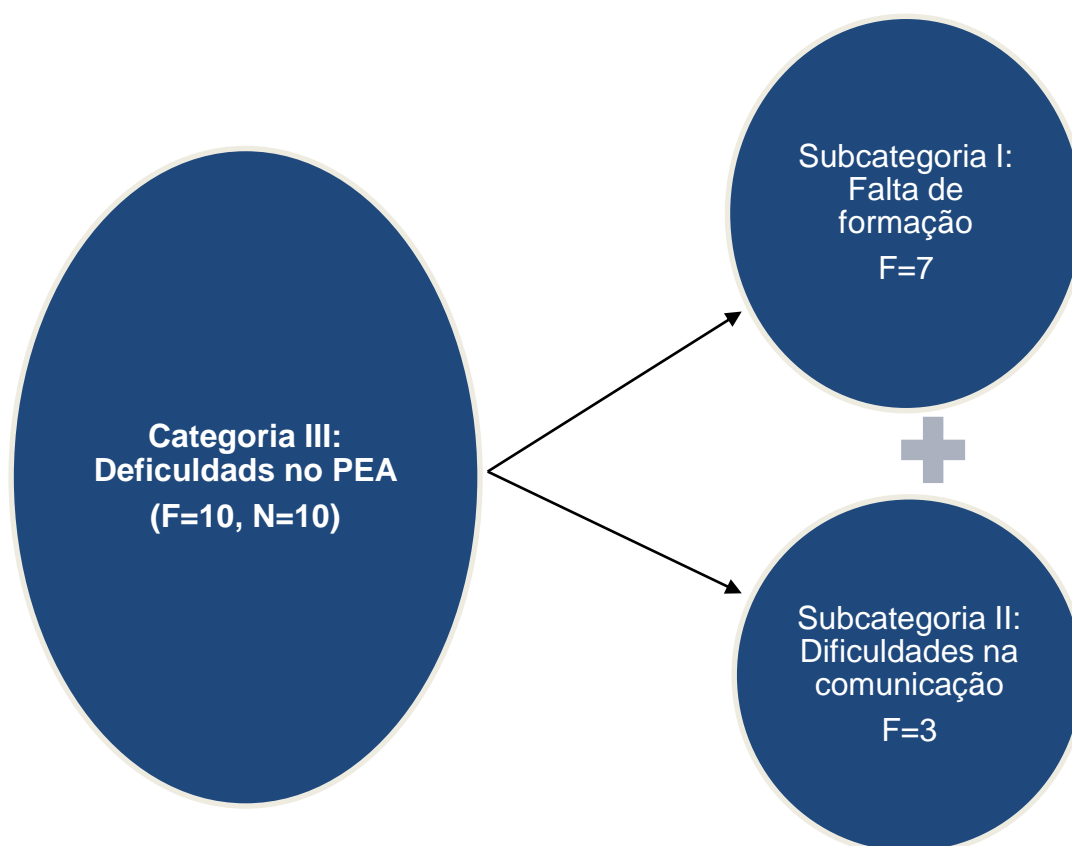 Categoria III:
Deficuldads no PEA
(F=10, N=10)
Subcategoria I:
Falta de
formação
F=7
Subcategoria II:
Dificuldades na
comunicação
F=3